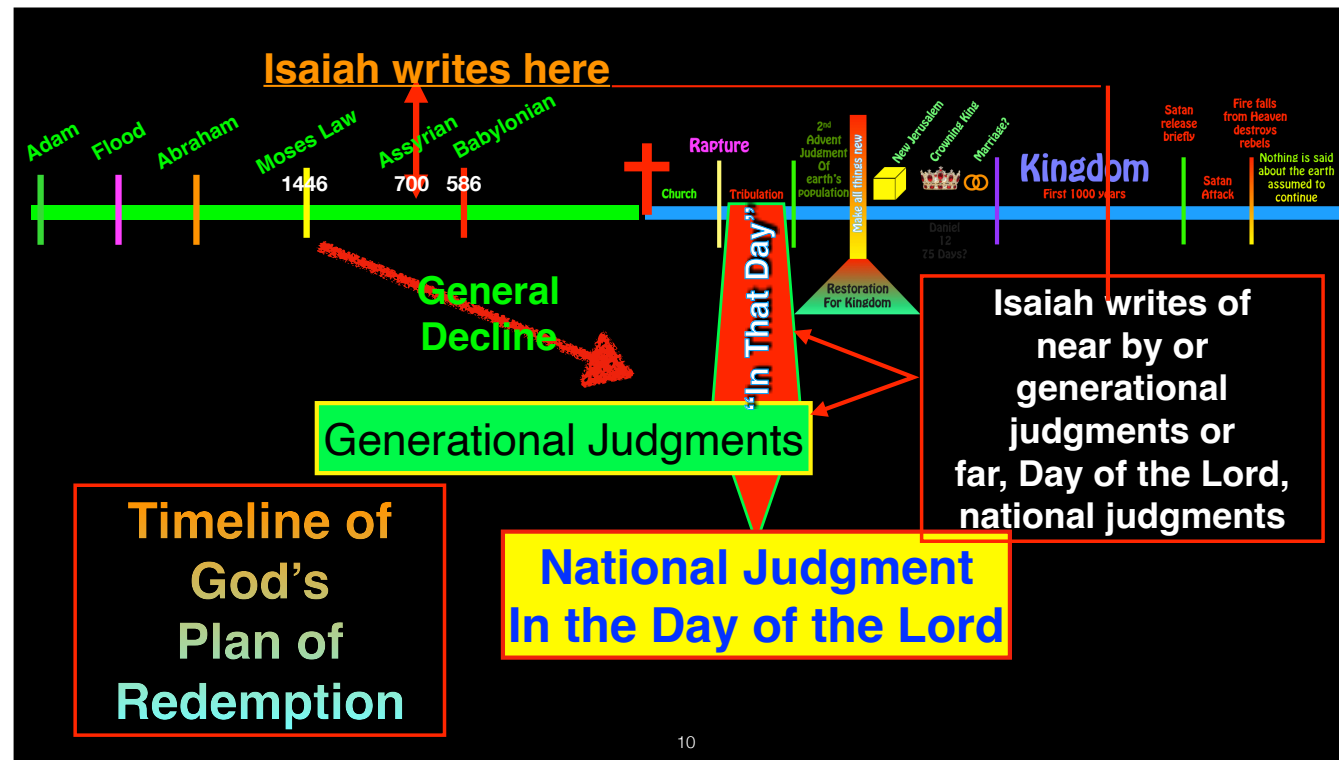 Isaiah writes here
Adam
Flood
Abraham
Moses Law
Assyrian
Babylonian
1446
700
586
Church
Rapture
Tribulation
2nd
Advent
Judgment
Of
earth's
population
Make all things new
New Jerusalem
Crowning King
Marriage?
Daniel
12
75 Days?
Kingdom
First 1000 years
Satan
release
briefly
Satan
Attack
Fire falls
from Heaven
destroys
rebels
Nothing is said
about the earth
assumed to
continue
"In That Day"
Restoration
For Kingdom
General
Decline
Isaiah writes of
near by or
generational
judgments or
far, Day of the Lord,
national judgments
Generational Judgments
Timeline of
God's
Plan of
Redemption
National Judgment
In the Day of the Lord
10